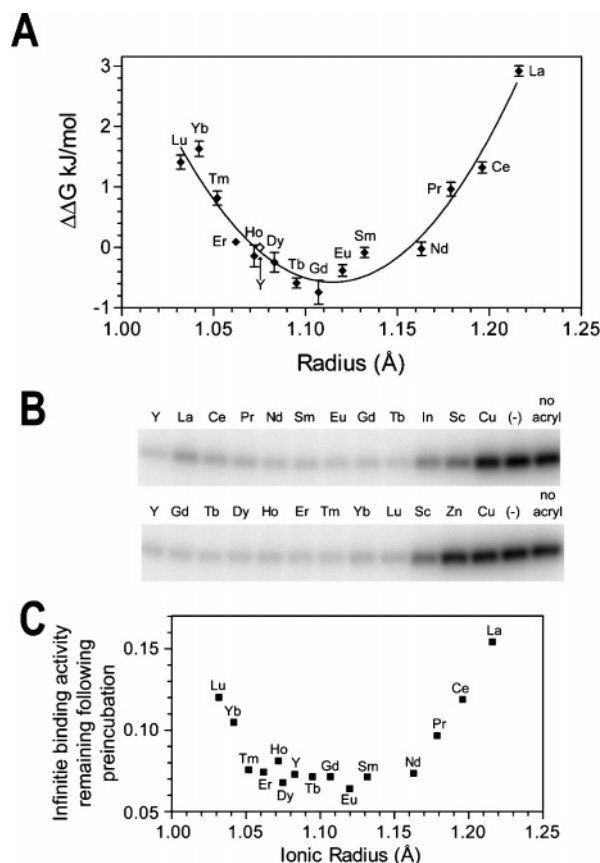 A
ΔΔG kJ/mol
3
2
1
0
-1
Lu
Yb
Tm
Er
Ho
Y
Dy
Tb
Gd
Eu
Sm
Nd
Pr
Ce
La
1.00 1.05 1.10 1.15 1.20 1.25
Radius (Å)
B
Y La Ce Pr Nd Sm Eu Gd Tb In Sc Cu (-) no acryl
Y Gd Tb Dy Ho Er Tm Yb Lu Sc Zn Cu (-) no acryl
C
Infinitie binding activity
remaining following
preincubation
0.15
0.10
0.05
Lu
Yb
Tm
Er
Ho
Dy
Y
Tb
Gd
Eu
Sm
Nd
Pr
Ce
La
1.00 1.05 1.10 1.15 1.20 1.25
Ionic Radius (Å)